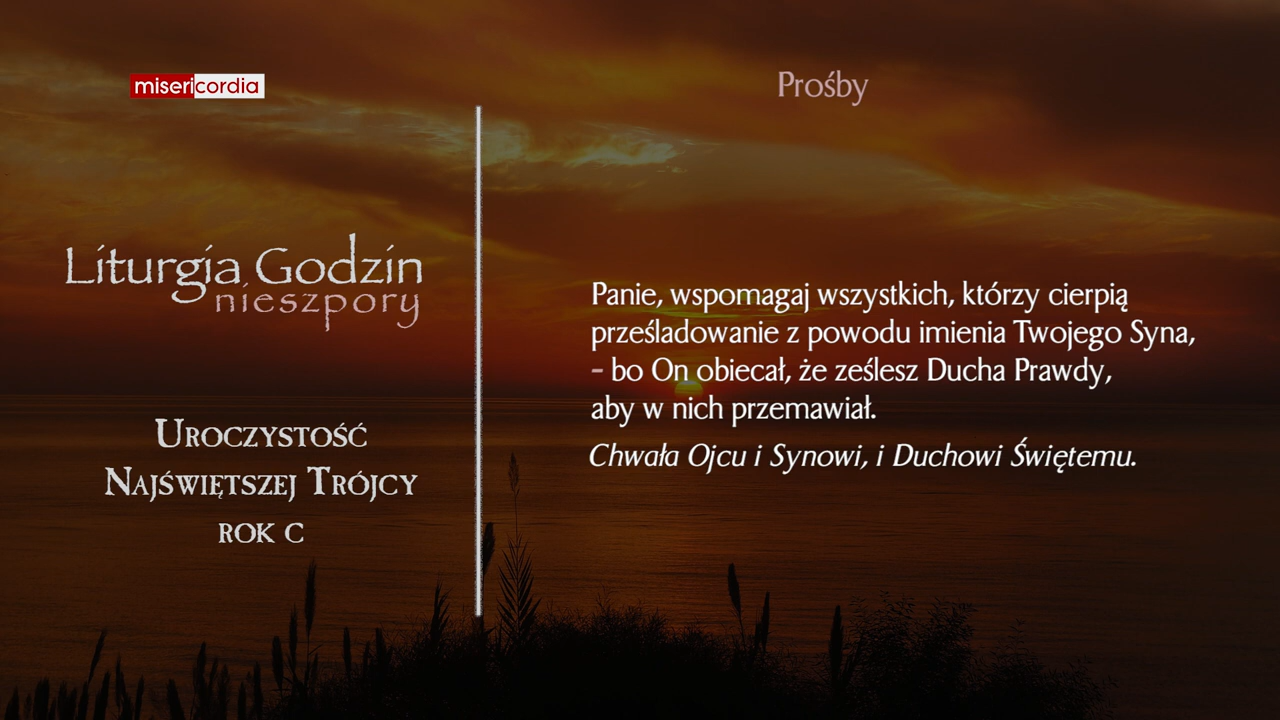 misericordia
Liturgia Godzin
nieszpory
Uroczystość
Najświętszej Trójcy
rok C
Prośby
Panie, wspomagaj wszystkich, którzy cierpią
prześladowanie z powodu imienia Twojego Syna,
– bo On obiecał, że ześlesz Ducha Prawdy,
aby w nich przemawiał.
Chwała Ojcu i Synowi, i Duchowi Świętemu.